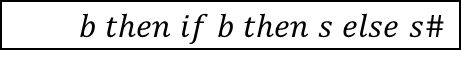 b then if b then s else s#